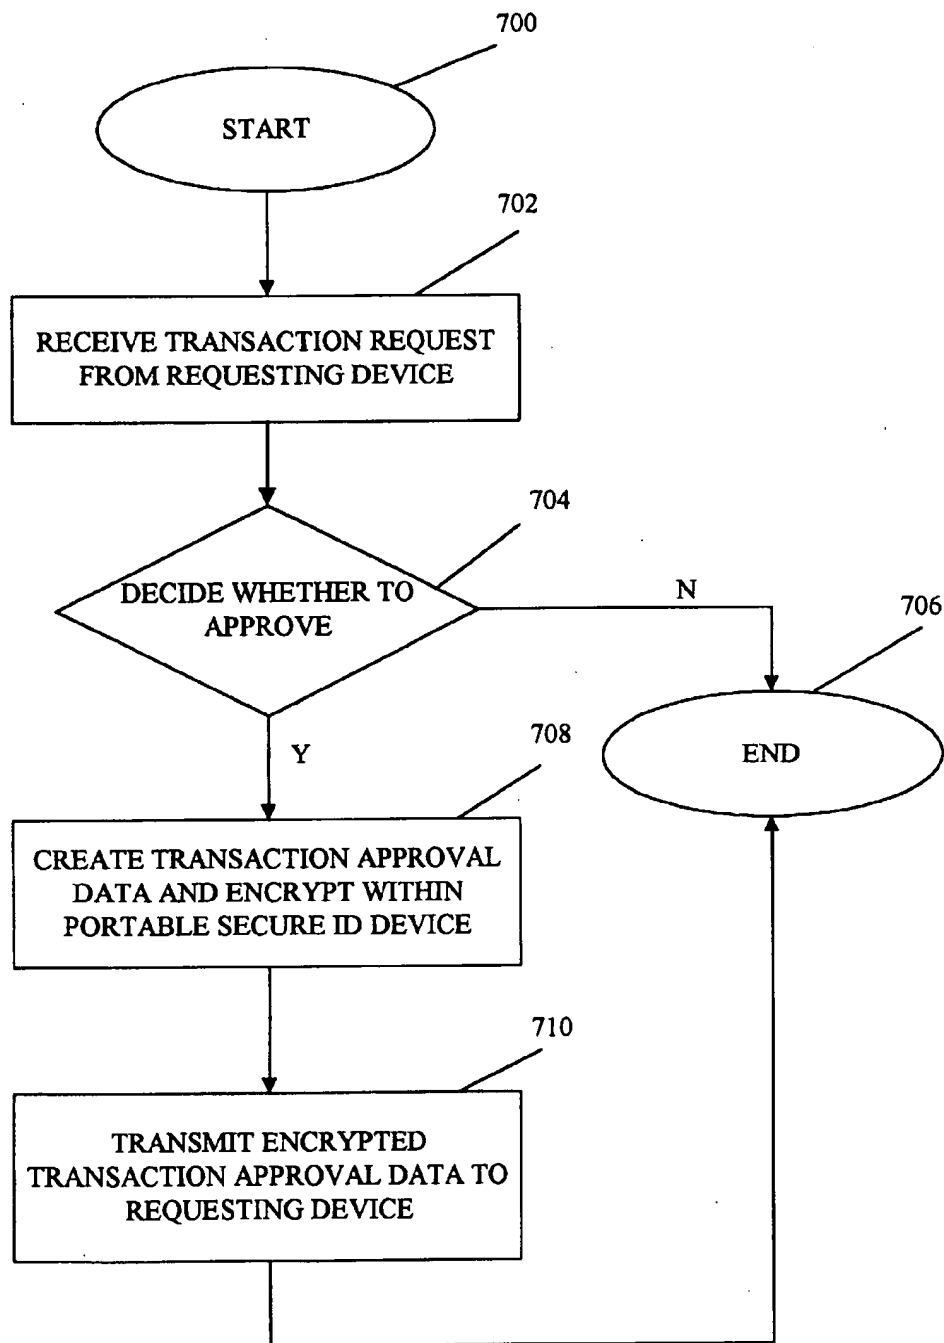 700
START
702
RECEIVE TRANSACTION REQUEST
FROM REQUESTING DEVICE
704
DECIDE WHETHER TO
APPROVE
N
706
END
Y
708
CREATE TRANSACTION APPROVAL
DATA AND ENCRYPT WITHIN
PORTABLE SECURE ID DEVICE
710
TRANSMIT ENCRYPTED
TRANSACTION APPROVAL DATA TO
REQUESTING DEVICE